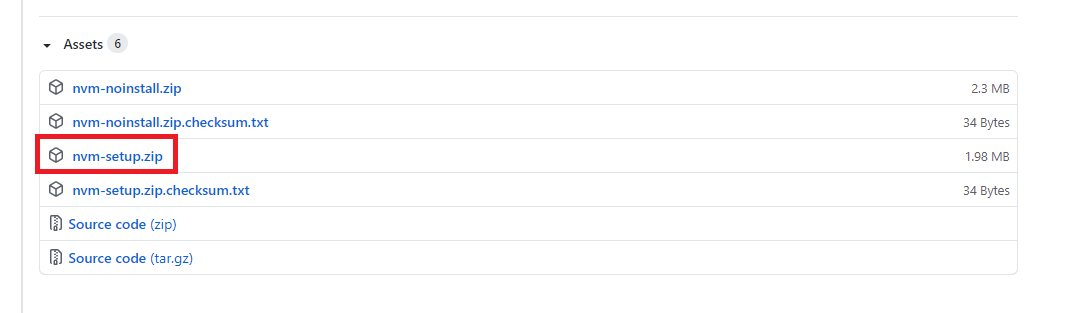 Assets 6
nvm-noinstall.zip 2.3 MB
nvm-noinstall.zip.checksum.txt 34 Bytes
nvm-setup.zip 1.98 MB
nvm-setup.zip.checksum.txt 34 Bytes
Source code (zip)
Source code (tar.gz)